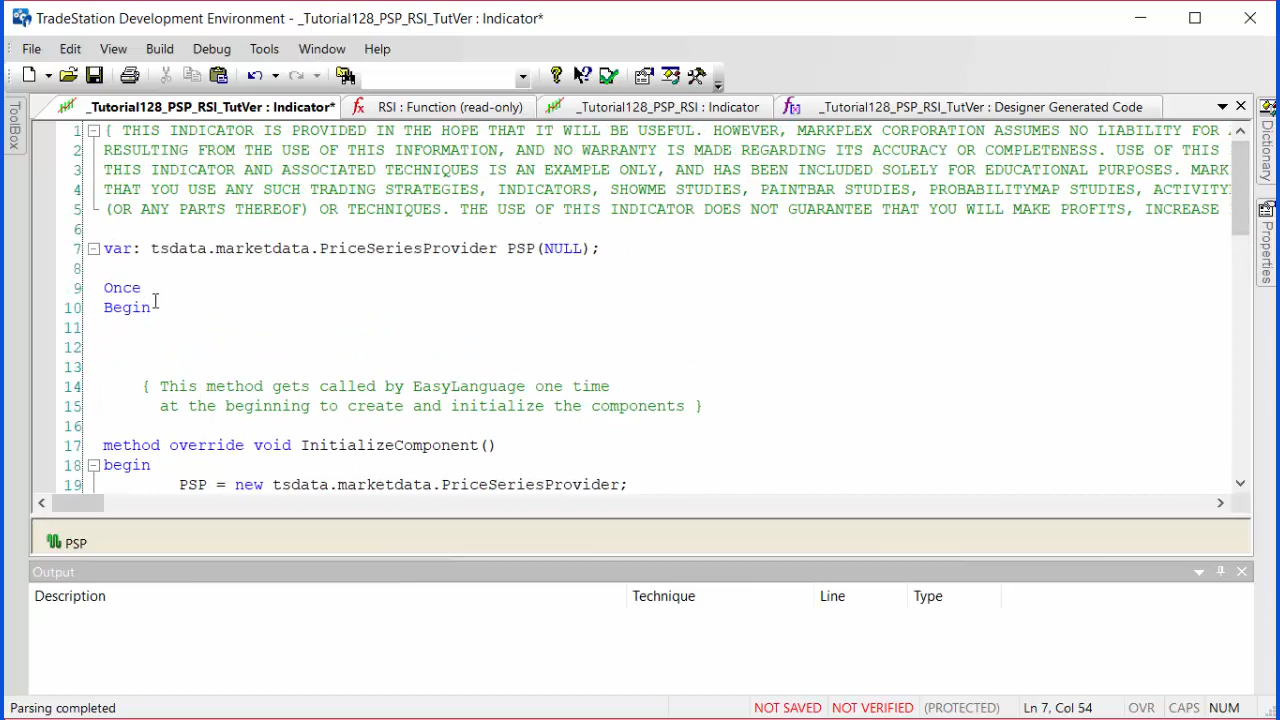 TradeStation Development Environment - _Tutorial128_PSP_RSI_TutVer : Indicator*
File Edit View Build Debug Tools Window Help
_Tutorial128_PSP_RSI_TutVer : Indicator* RSI : Function (read-only) _Tutorial128_PSP_RSI : Indicator _Tutorial128_PSP_RSI_TutVer : Designer Generated Code
ToolBox
Dictionary
Properties
1 { THIS INDICATOR IS PROVIDED IN THE HOPE THAT IT WILL BE USEFUL. HOWEVER, MARKPLEX CORPORATION ASSUMES NO LIABILITY FOR
2 RESULTING FROM THE USE OF THIS INFORMATION, AND NO WARRANTY IS MADE REGARDING ITS ACCURACY OR COMPLETENESS. USE OF THIS
3 THIS INDICATOR AND ASSOCIATED TECHNIQUES IS AN EXAMPLE ONLY, AND HAS BEEN INCLUDED SOLELY FOR EDUCATIONAL PURPOSES. MARK
4 THAT YOU USE ANY SUCH TRADING STRATEGIES, INDICATORS, SHOWME STUDIES, PAINTBAR STUDIES, PROBABILITYMAP STUDIES, ACTIVITY
5 (OR ANY PARTS THEREOF) OR TECHNIQUES. THE USE OF THIS INDICATOR DOES NOT GUARANTEE THAT YOU WILL MAKE PROFITS, INCREASE
6
7 var: tsdata.marketdata.PriceSeriesProvider PSP(NULL);
8
9 Once
10 Begin
11
12
13
14 { This method gets called by EasyLanguage one time
15 at the beginning to create and initialize the components }
16
17 method override void InitializeComponent()
18 begin
19 PSP = new tsdata.marketdata.PriceSeriesProvider;
PSP
Output
Description Technique Line Type
Parsing completed NOT SAVED NOT VERIFIED (PROTECTED) Ln 7, Col 54 OVR CAPS NUM